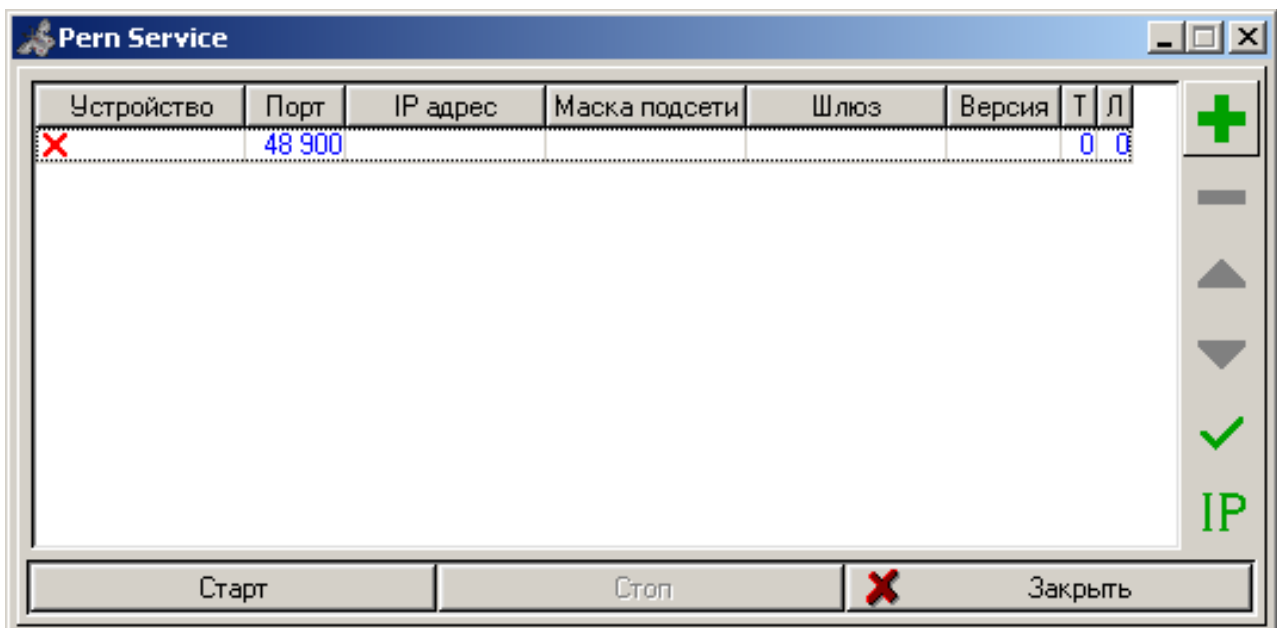 Pern Service
Устройство Порт IP адрес Маска подсети Шлюз Версия Т Л
48 900 0 0
IP
Старт Стоп Закрыть